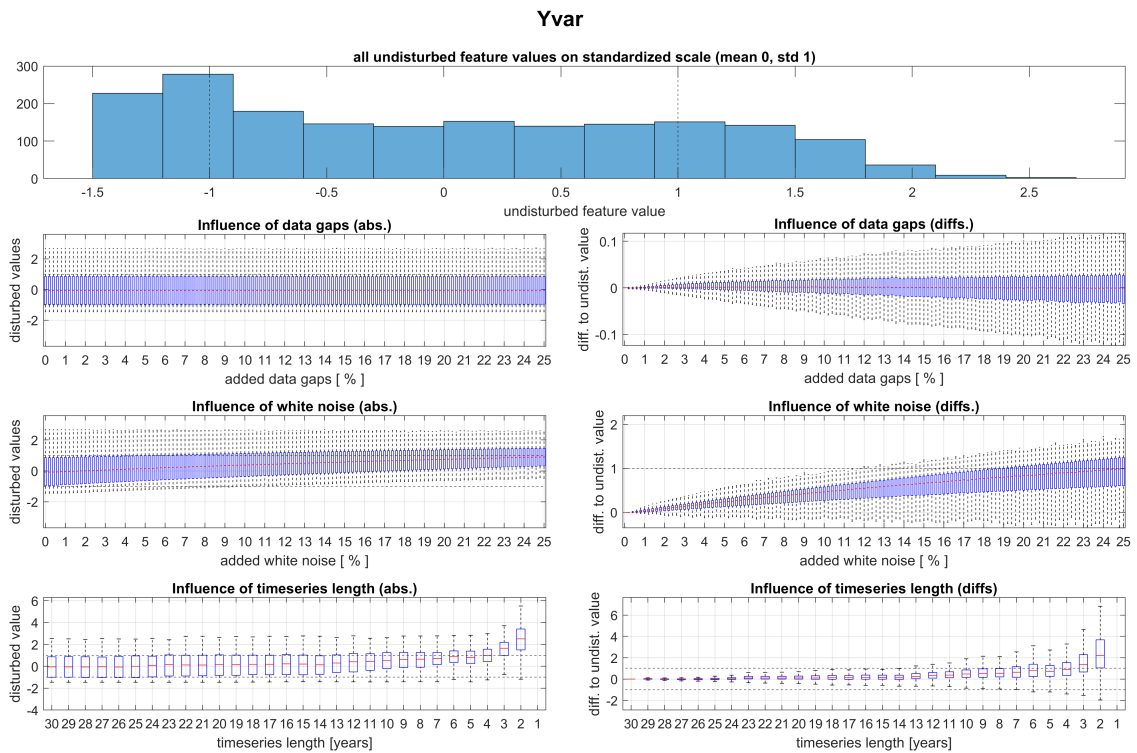 Yvar
all undisturbed feature values on standardized scale (mean 0, std 1)
300
200
100
0
-1.5 -1 -0.5 0 0.5 1 1.5 2 2.5
undisturbed feature value
Influence of data gaps (abs.)
disturbed values
2
0
-2
0 1 2 3 4 5 6 7 8 9 10 11 12 13 14 15 16 17 18 19 20 21 22 23 24 25
added data gaps [ % ]
Influence of data gaps (diffs.)
diff. to undist. value
0.1
0
-0.1
0 1 2 3 4 5 6 7 8 9 10 11 12 13 14 15 16 17 18 19 20 21 22 23 24 25
added data gaps [ % ]
Influence of white noise (abs.)
disturbed values
2
0
-2
0 1 2 3 4 5 6 7 8 9 10 11 12 13 14 15 16 17 18 19 20 21 22 23 24 25
added white noise [ % ]
Influence of white noise (diffs.)
diff. to undist. value
2
1
0
0 1 2 3 4 5 6 7 8 9 10 11 12 13 14 15 16 17 18 19 20 21 22 23 24 25
added white noise [ % ]
Influence of timeseries length (abs.)
disturbed value
6
4
2
0
-2
-4
30 29 28 27 26 25 24 23 22 21 20 19 18 17 16 15 14 13 12 11 10 9 8 7 6 5 4 3 2 1
timeseries length [years]
Influence of timeseries length (diffs)
diff. to undist. value
6
4
2
0
-2
30 29 28 27 26 25 24 23 22 21 20 19 18 17 16 15 14 13 12 11 10 9 8 7 6 5 4 3 2 1
timeseries length [years]